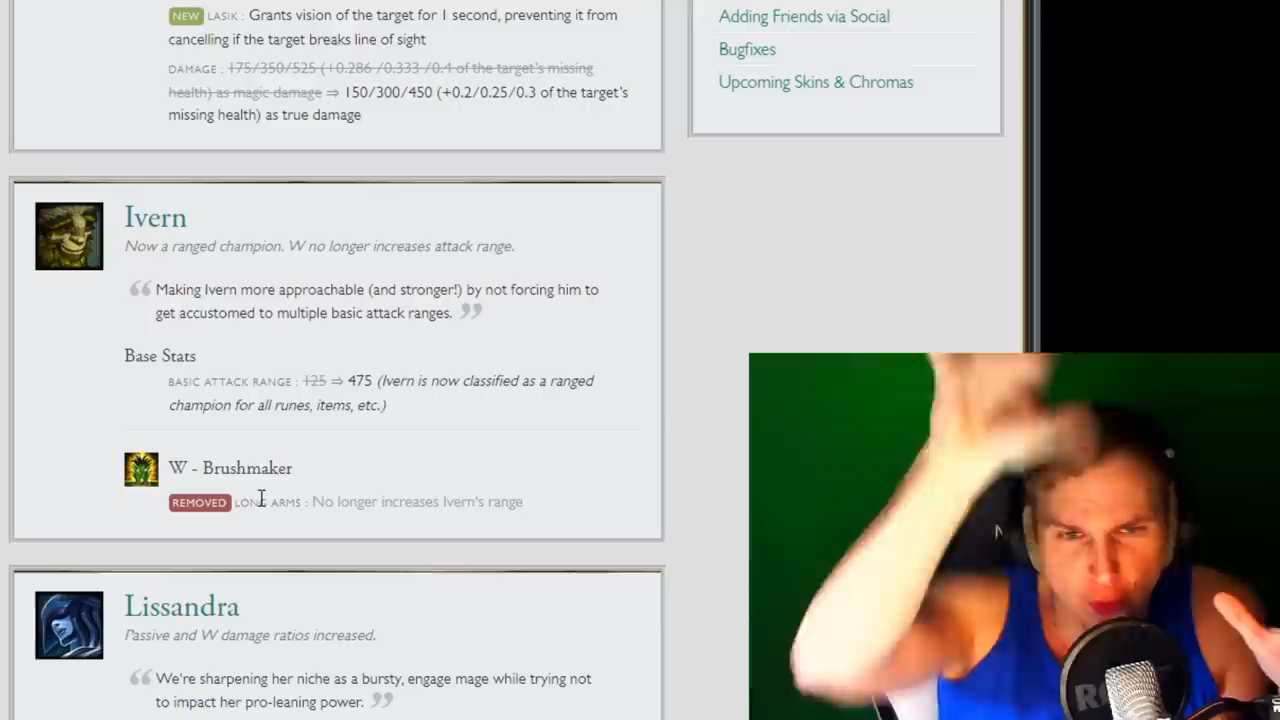 NEW LASIK : Grants vision of the target for 1 second, preventing it from
cancelling if the target breaks line of sight
DAMAGE : 175/350/525 (+0.286 /0.333 /0.4 of the target's missing
health) as magic damage ⇒ 150/300/450 (+0.2/0.25/0.3 of the target's
missing health) as true damage
Ivern
Now a ranged champion. W no longer increases attack range.
“ Making Ivern more approachable (and stronger!) by not forcing him to
get accustomed to multiple basic attack ranges. ”
Base Stats
BASIC ATTACK RANGE : 125 ⇒ 475 (Ivern is now classified as a ranged
champion for all runes, items, etc.)
W - Brushmaker
REMOVED LONG ARMS : No longer increases Ivern's range
Lissandra
Passive and W damage ratios increased.
“ We're sharpening her niche as a bursty, engage mage while trying not
to impact her pro-leaning power. ”
Adding Friends via Social
Bugfixes
Upcoming Skins & Chromas